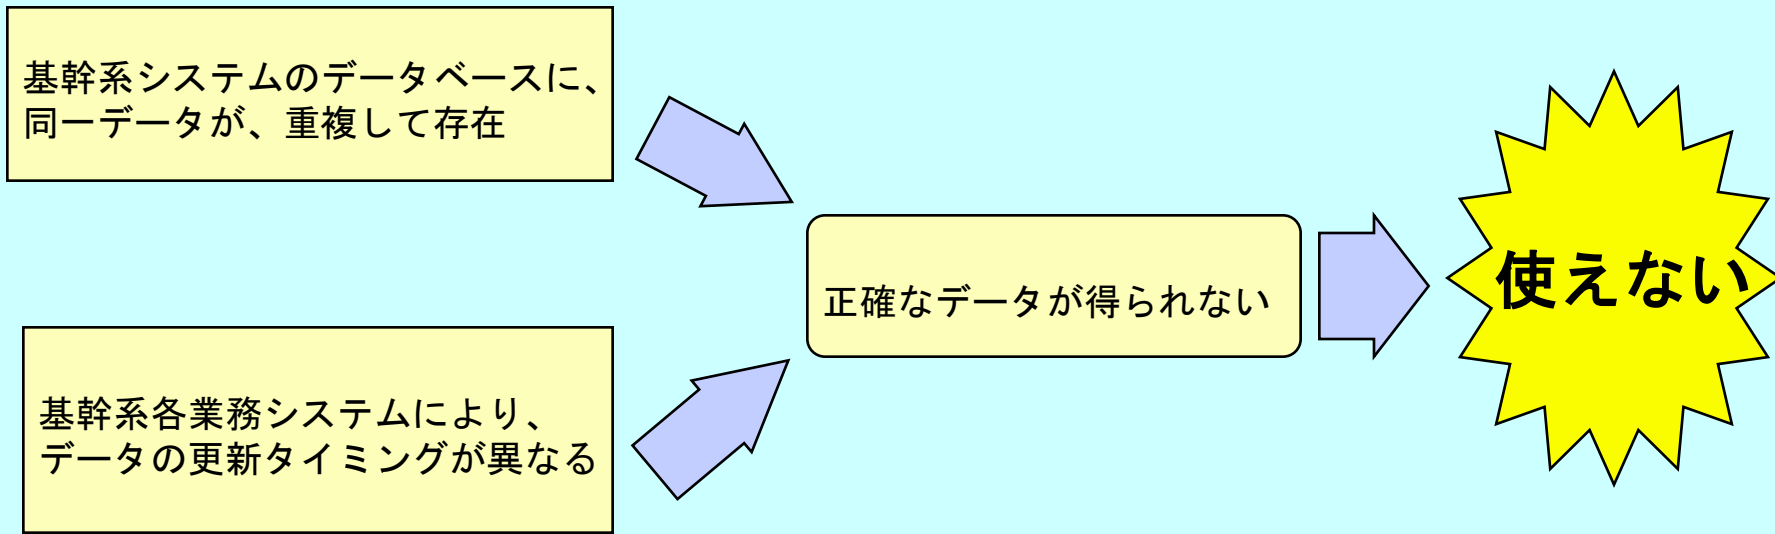 基幹系システムのデータベースに、
同一データが、重複して存在
正確なデータが得られない
使えない
基幹系各業務システムにより、
データの更新タイミングが異なる